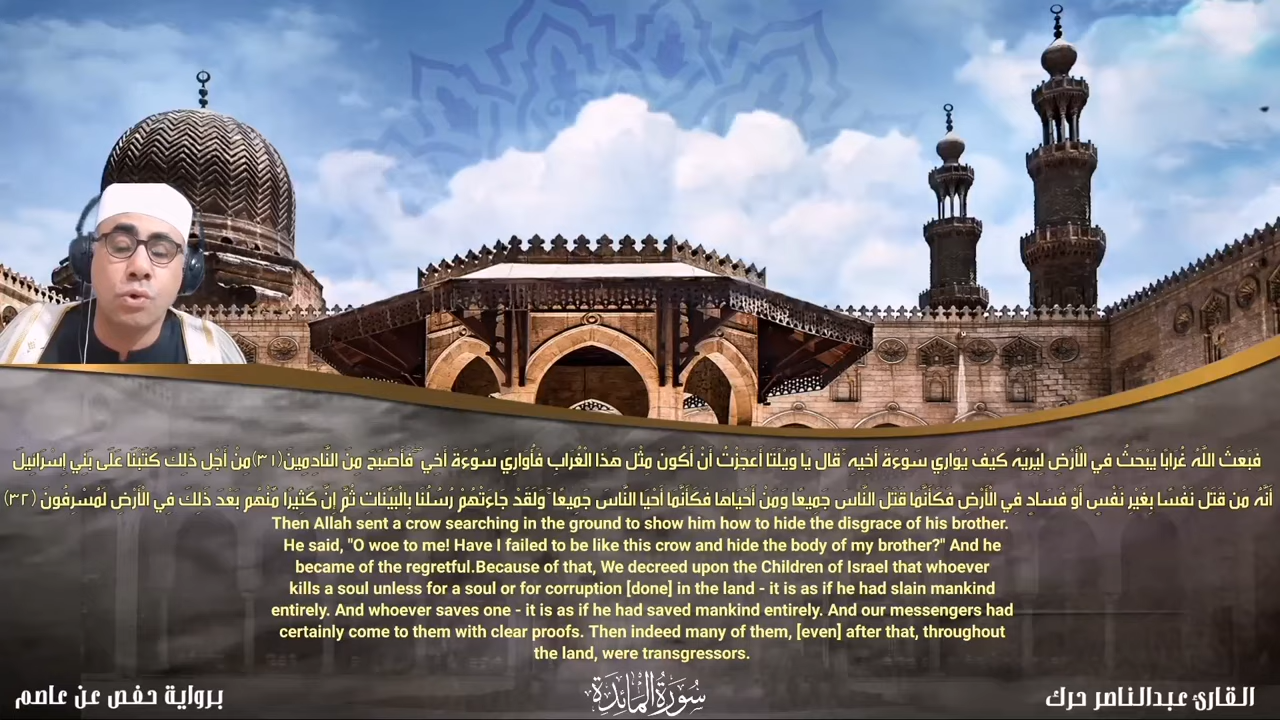 فَبَعَثَ اللَّهُ غُرَابًا يَبْحَثُ فِي الْأَرْضِ لِيُرِيَهُ كَيْفَ يُوَارِي سَوْءَةَ أَخِيهِ ۚ قَالَ يَا وَيْلَتَا أَعَجَزْتُ أَنْ أَكُونَ مِثْلَ هَٰذَا الْغُرَابِ فَأُوَارِيَ سَوْءَةَ أَخِي ۖ فَأَصْبَحَ مِنَ النَّادِمِينَ(٣١)مِنْ أَجْلِ ذَٰلِكَ كَتَبْنَا عَلَىٰ بَنِي إِسْرَائِيلَ
أَنَّهُ مَن قَتَلَ نَفْسًا بِغَيْرِ نَفْسٍ أَوْ فَسَادٍ فِي الْأَرْضِ فَكَأَنَّمَا قَتَلَ النَّاسَ جَمِيعًا وَمَنْ أَحْيَاهَا فَكَأَنَّمَا أَحْيَا النَّاسَ جَمِيعًا ۚ وَلَقَدْ جَاءَتْهُمْ رُسُلُنَا بِالْبَيِّنَاتِ ثُمَّ إِنَّ كَثِيرًا مِّنْهُم بَعْدَ ذَٰلِكَ فِي الْأَرْضِ لَمُسْرِفُونَ (٣٢)
Then Allah sent a crow searching in the ground to show him how to hide the disgrace of his brother.
He said, "O woe to me! Have I failed to be like this crow and hide the body of my brother?" And he
became of the regretful.Because of that, We decreed upon the Children of Israel that whoever
kills a soul unless for a soul or for corruption [done] in the land - it is as if he had slain mankind
entirely. And whoever saves one - it is as if he had saved mankind entirely. And our messengers had
certainly come to them with clear proofs. Then indeed many of them, [even] after that, throughout
the land, were transgressors.
القارئ عبدالناصر حرك
سُورَةُ المَائِدَةِ
برواية حفص عن عاصم